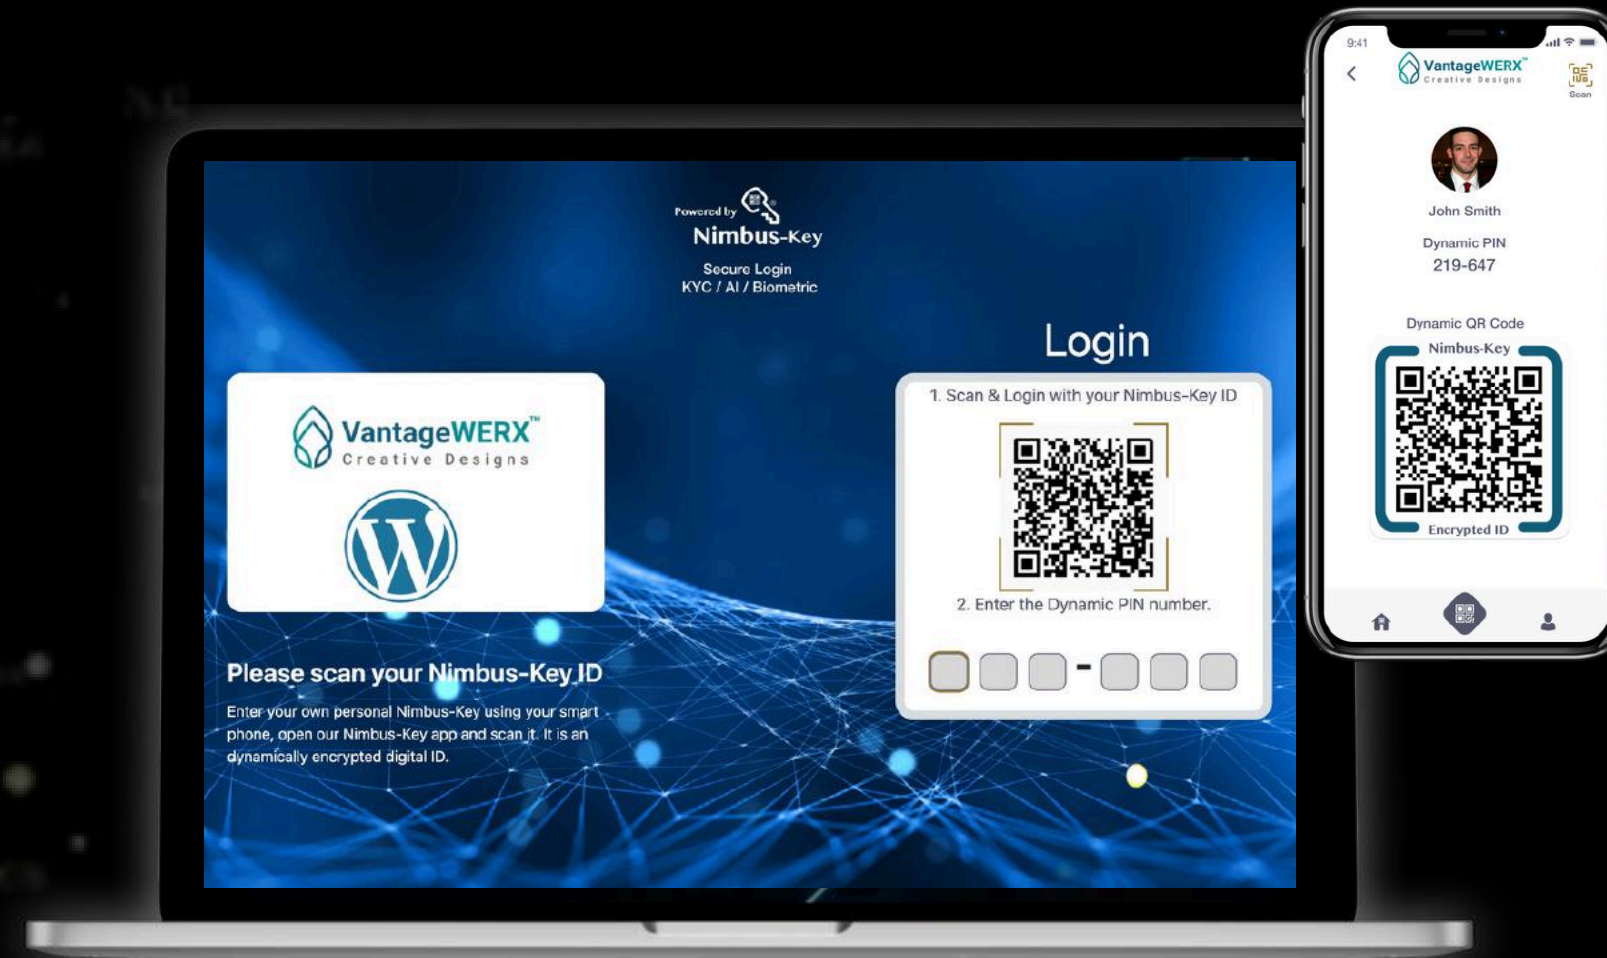 Powered by
Nimbus-Key
Secure Login
KYC / AI / Biometric
VantageWERX™
Creative Designs
Please scan your Nimbus-Key ID
Enter your own personal Nimbus-Key using your smart
phone, open our Nimbus-Key app and scan it. It is an
dynamically encrypted digital ID.
Login
1. Scan & Login with your Nimbus-Key ID
2. Enter the Dynamic PIN number.
-
9:41
VantageWERX™
Creative Designs
Scan
John Smith
Dynamic PIN
219-647
Dynamic QR Code
Nimbus-Key
Encrypted ID